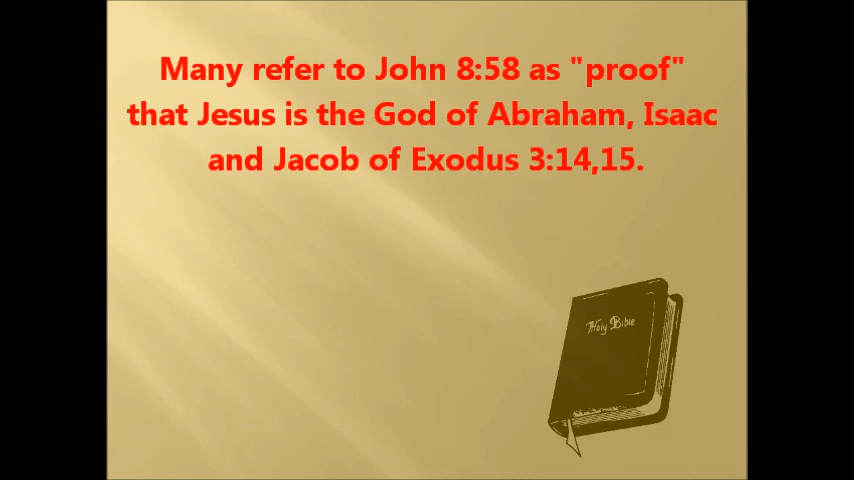 Many refer to John 8:58 as "proof"
that Jesus is the God of Abraham, Isaac
and Jacob of Exodus 3:14,15.
Holy Bible